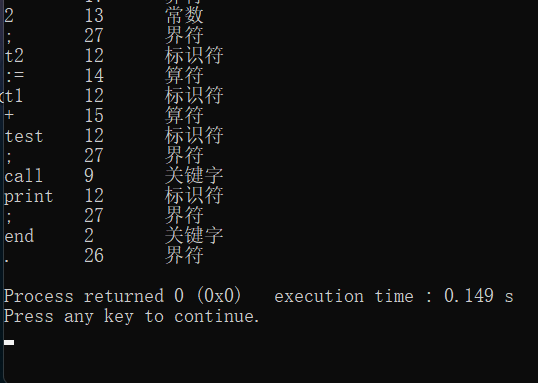 2 13 常数
; 27 界符
t2 12 标识符
:= 14 算符
t1 12 标识符
+ 15 算符
test 12 标识符
; 27 界符
call 9 关键字
print 12 标识符
; 27 界符
end 2 关键字
. 26 界符
Process returned 0 (0x0) execution time : 0.149 s
Press any key to continue.